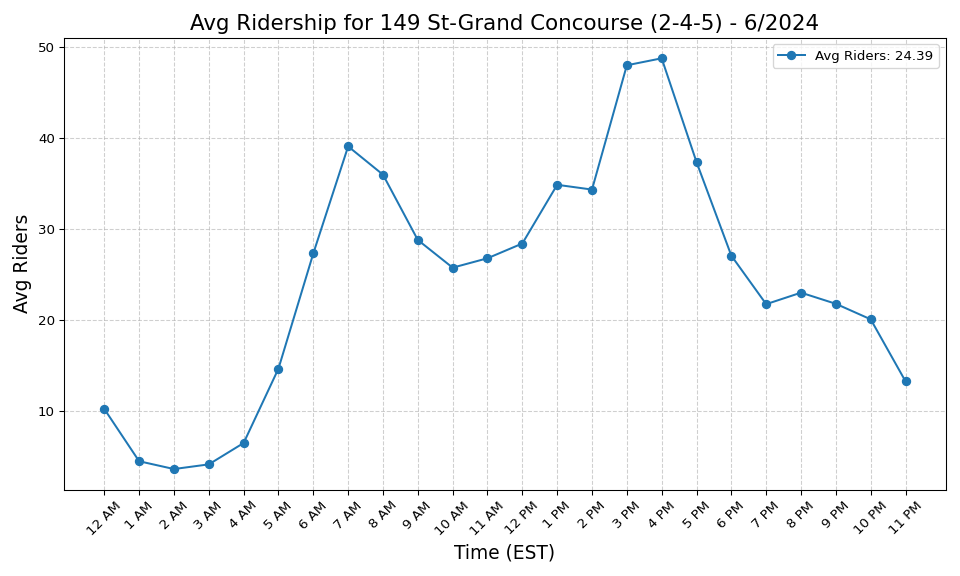 Avg Ridership for 149 St-Grand Concourse (2-4-5) - 6/2024
Avg Riders: 24.39
50
40
30
20
10
Avg Riders
12 AM
1 AM
2 AM
3 AM
4 AM
5 AM
6 AM
7 AM
8 AM
9 AM
10 AM
11 AM
12 PM
1 PM
2 PM
3 PM
4 PM
5 PM
6 PM
7 PM
8 PM
9 PM
10 PM
11 PM
Time (EST)